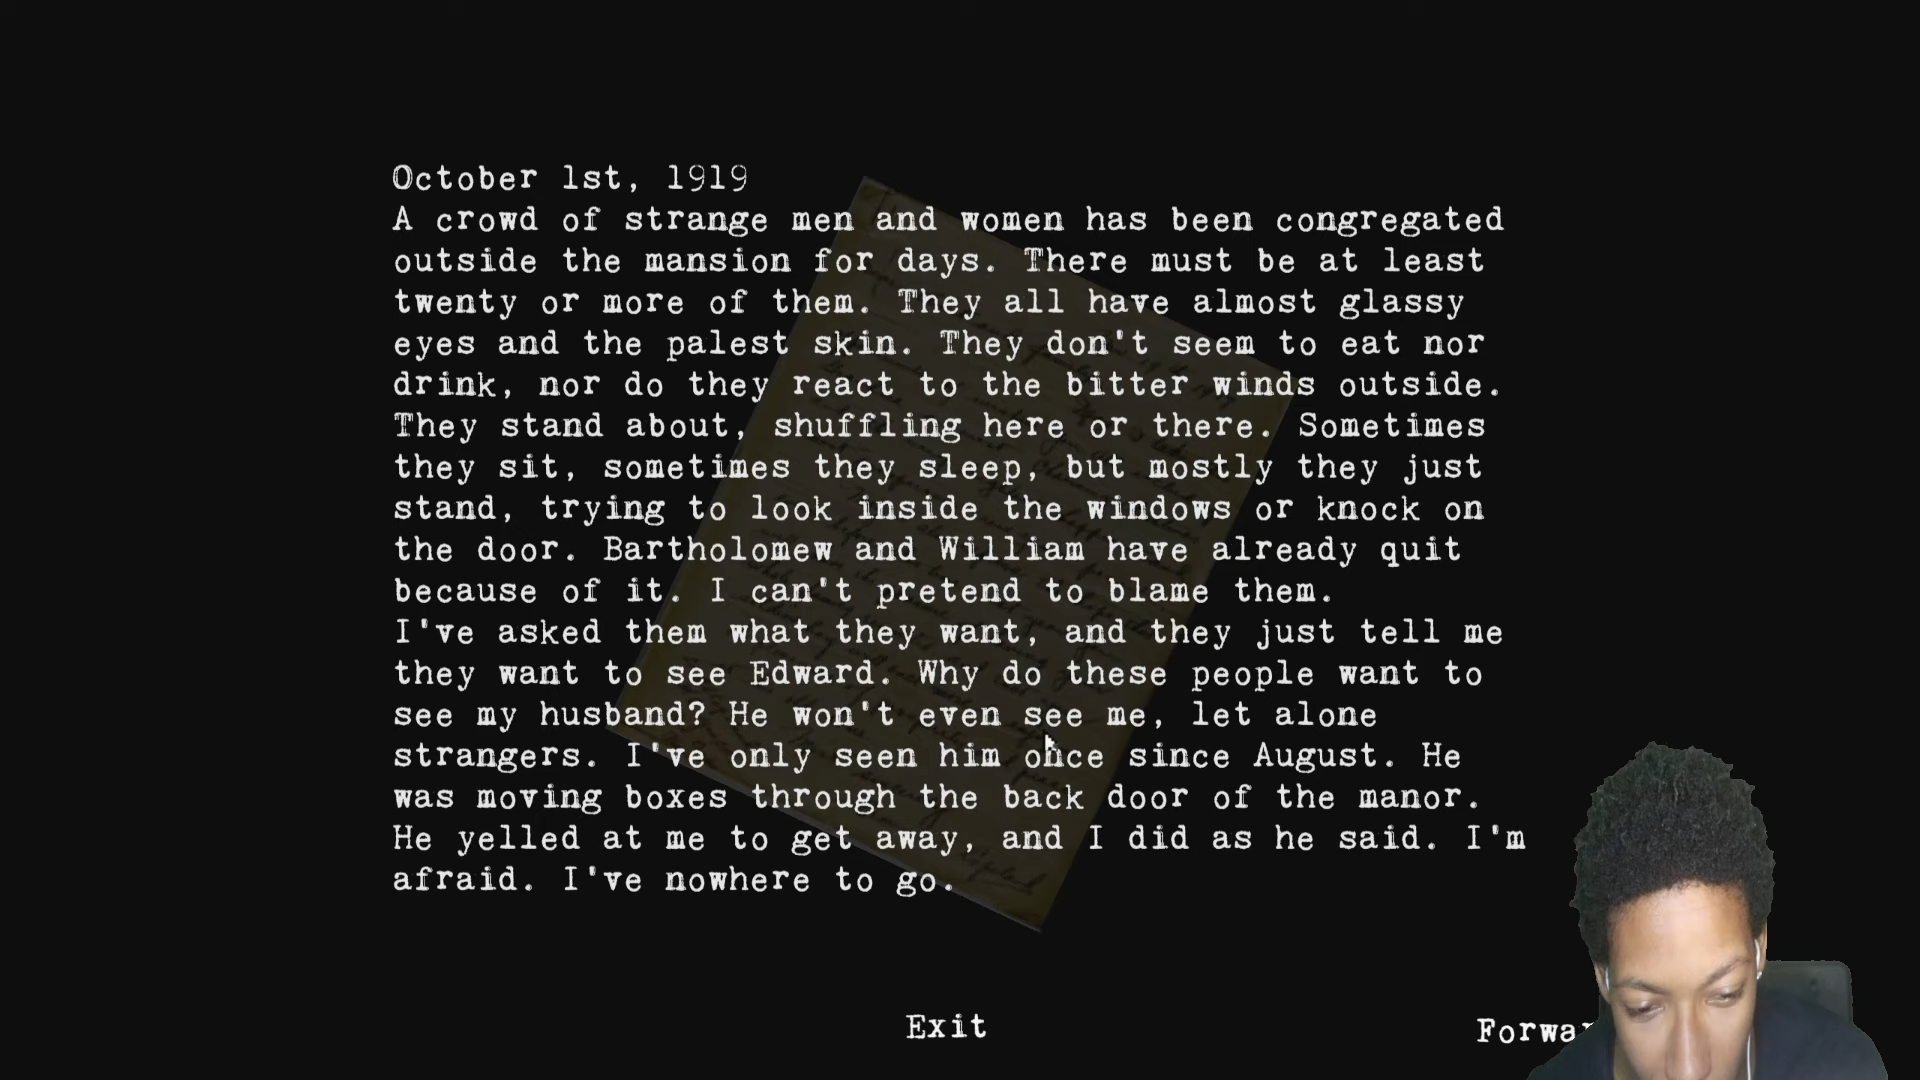 October 1st, 1919
A crowd of strange men and women has been congregated
outside the mansion for days. There must be at least
twenty or more of them. They all have almost glassy
eyes and the palest skin. They don't seem to eat nor
drink, nor do they react to the bitter winds outside.
They stand about, shuffling here or there. Sometimes
they sit, sometimes they sleep, but mostly they just
stand, trying to look inside the windows or knock on
the door. Bartholomew and William have already quit
because of it. I can't pretend to blame them.
I've asked them what they want, and they just tell me
they want to see Edward. Why do these people want to
see my husband? He won't even see me, let alone
strangers. I've only seen him once since August. He
was moving boxes through the back door of the manor.
He yelled at me to get away, and I did as he said. I'm
afraid. I've nowhere to go.
Exit